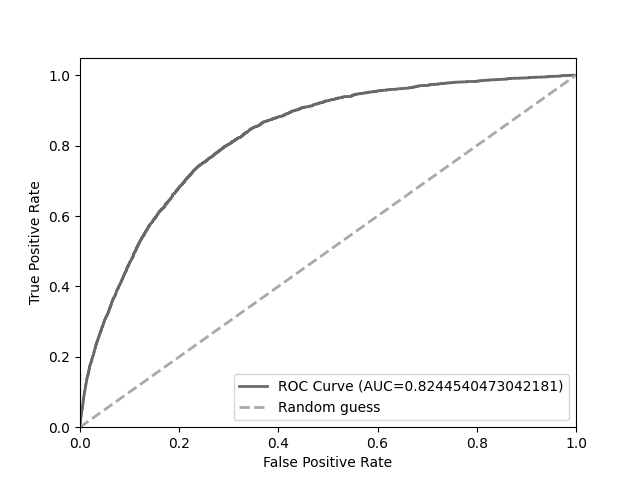 1.0
0.8
0.6
0.4
0.2
0.0
True Positive Rate
ROC Curve (AUC=0.8244540473042181)
Random guess
0.0 0.2 0.4 0.6 0.8 1.0
False Positive Rate